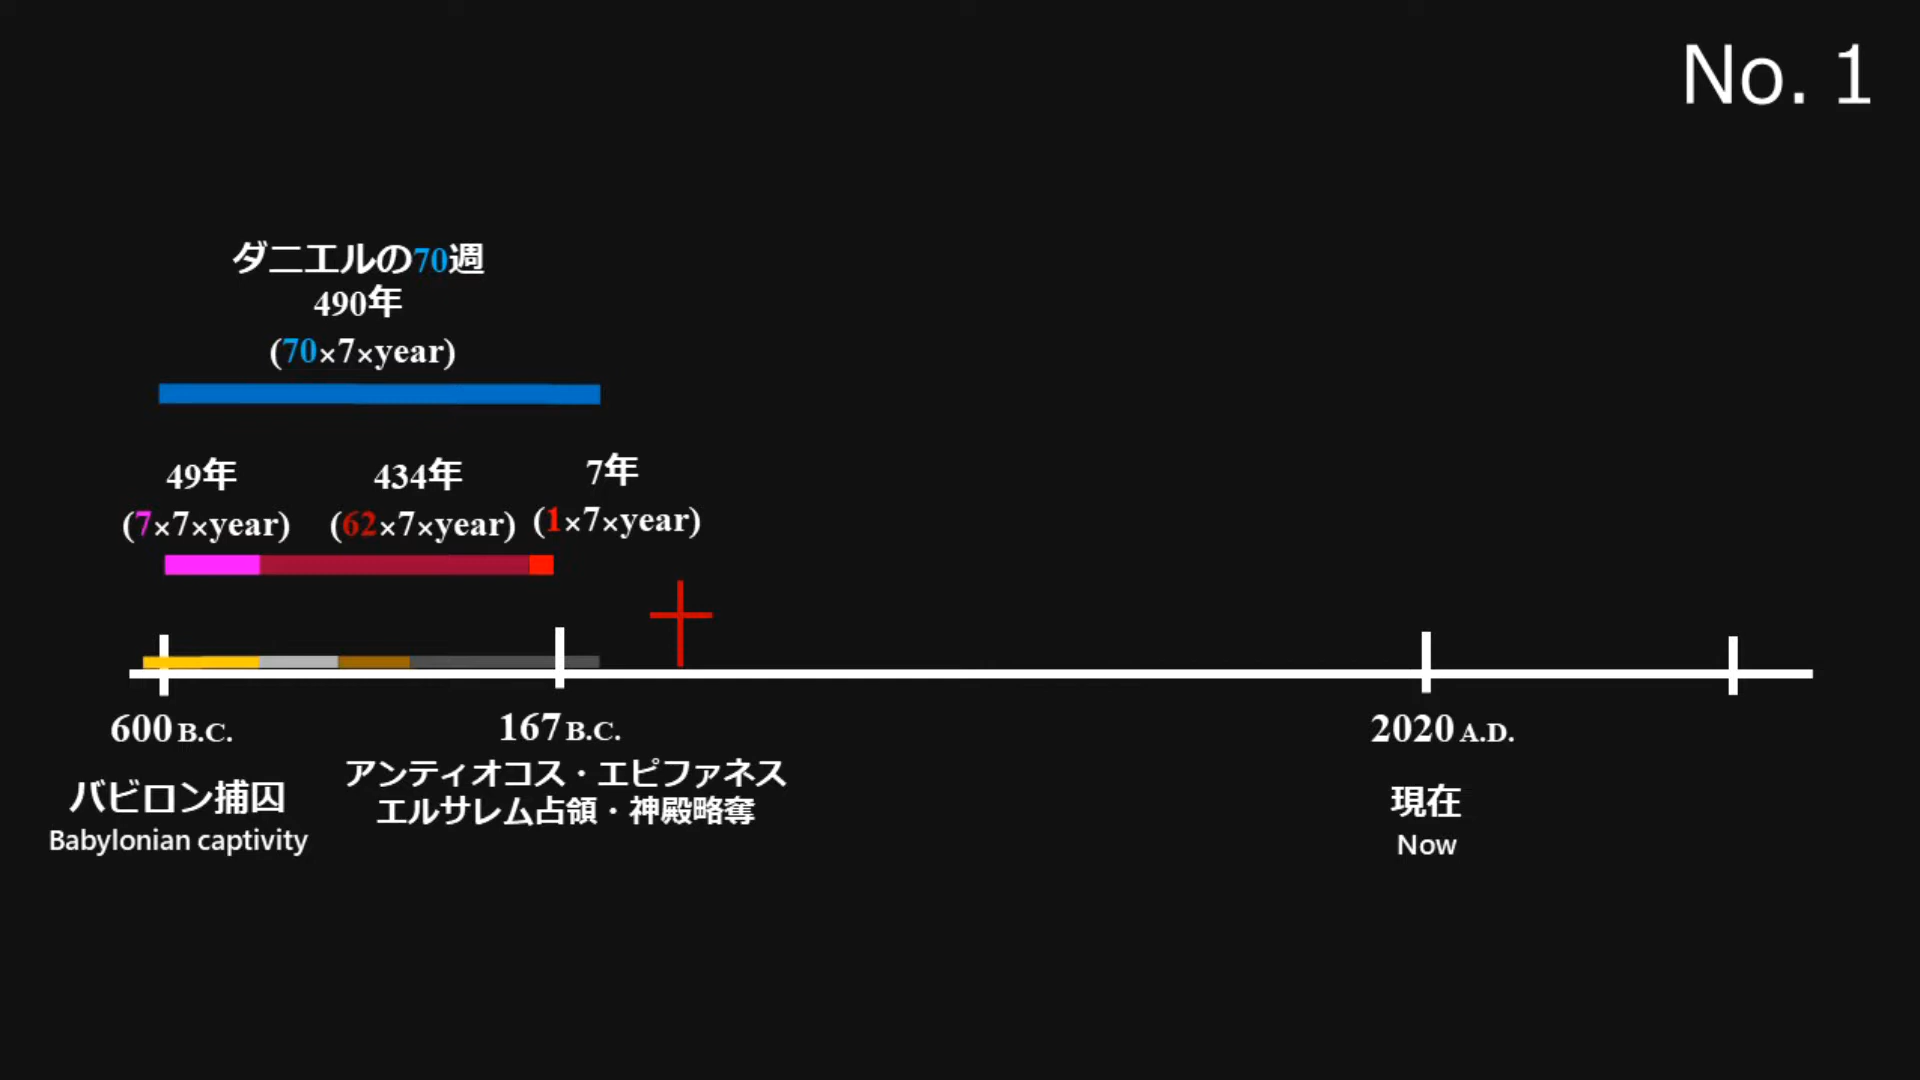 No. 1
ダニエルの70週
490年
(70×7×year)
49年
(7×7×year)
434年
(62×7×year)
7年
(1×7×year)
600 B.C.
バビロン捕囚
Babylonian captivity
167 B.C.
アンティオコス・エピファネス
エルサレム占領・神殿略奪
2020 A.D.
現在
Now